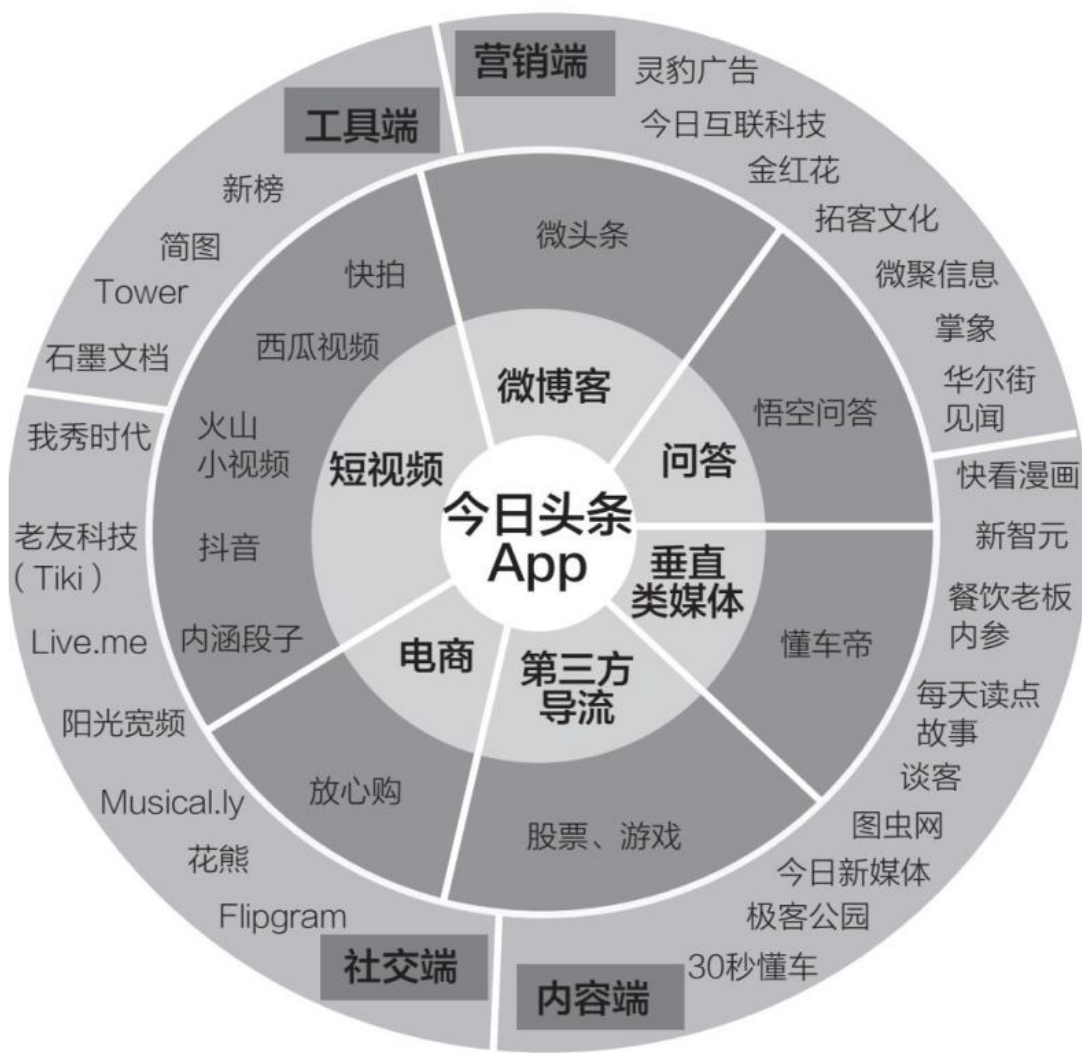 营销端
灵豹广告
今日互联科技
金红花
拓客文化
微聚信息
掌象
华尔街
见闻
工具端
新榜
简图
Tower
石墨文档
我秀时代
老友科技
（Tiki）
Live.me
阳光宽频
Musical.ly
花熊
Flipgram
社交端
快看漫画
新智元
餐饮老板
内参
每天读点
故事
谈客
图虫网
今日新媒体
极客公园
30秒懂车
内容端
微头条
悟空问答
懂车帝
股票、游戏
放心购
快拍
西瓜视频
火山
小视频
抖音
内涵段子
微博客
问答
垂直
类媒体
第三方
导流
电商
短视频
今日头条
App